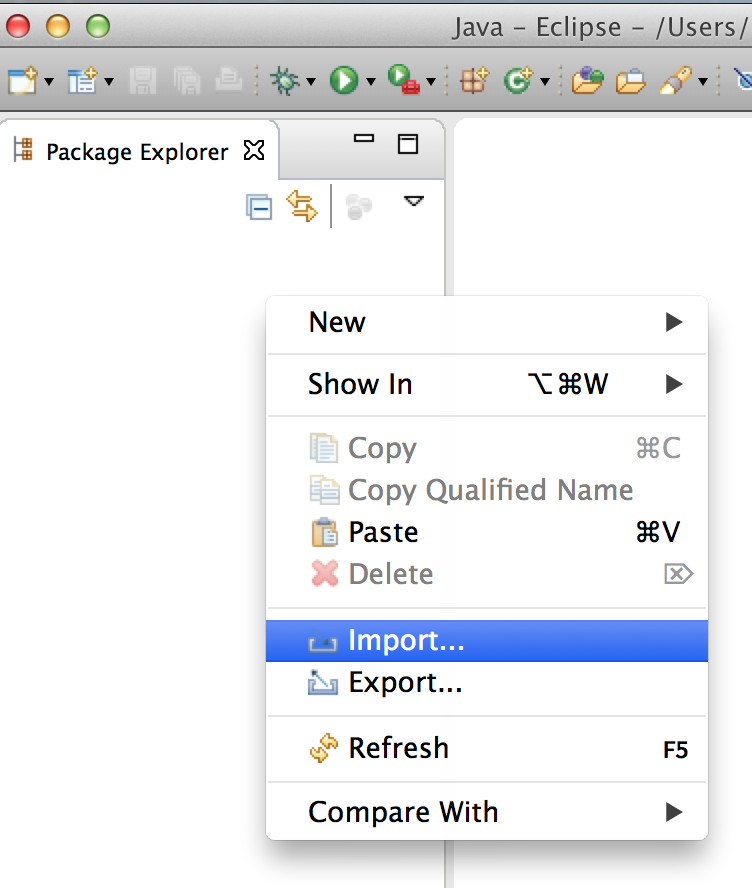 Java – Eclipse – /Users/
Package Explorer
New
Show In ⌥⌘W
Copy ⌘C
Copy Qualified Name
Paste ⌘V
Delete ⌦
Import...
Export...
Refresh F5
Compare With